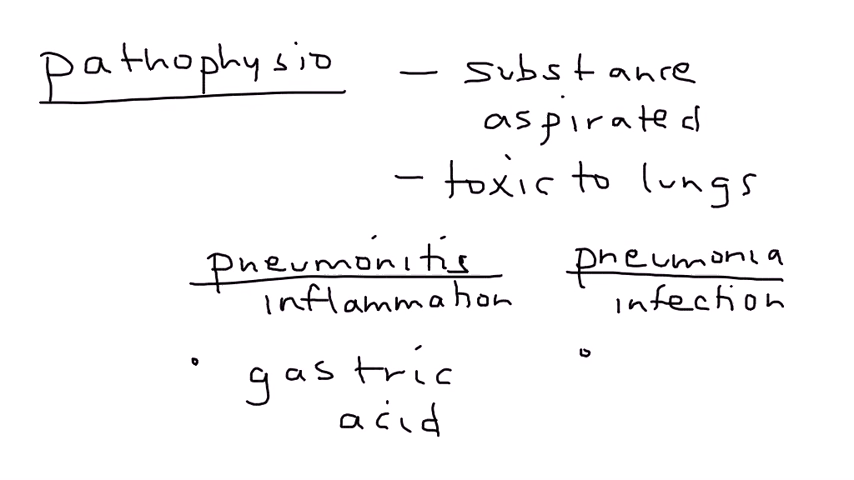 pathophysio
— substance
aspirated
— toxic to lungs
pneumonitis
inflammation
• gastric
acid
pneumonia
infection
•